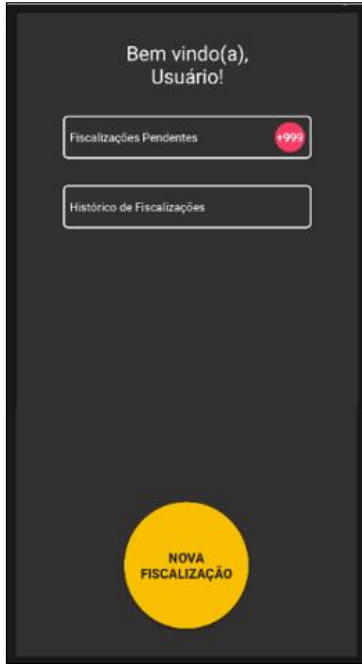 Bem vindo(a),
Usuário!
Fiscalizações Pendentes +999
Histórico de Fiscalizações
NOVA
FISCALIZAÇÃO